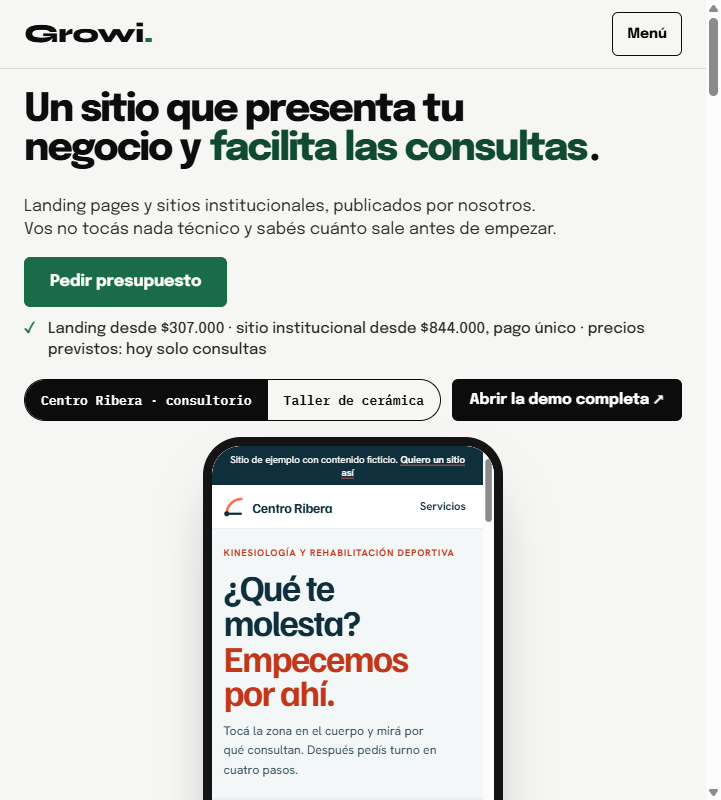 Growi.
Menú
Un sitio que presenta tu
negocio y facilita las consultas.
Landing pages y sitios institucionales, publicados por nosotros.
Vos no tocás nada técnico y sabés cuánto sale antes de empezar.
Pedir presupuesto
✓ Landing desde $307.000 · sitio institucional desde $844.000, pago único · precios
previstos: hoy solo consultas
Centro Ribera · consultorio
Taller de cerámica
Abrir la demo completa ↗
Sitio de ejemplo con contenido ficticio. Quiero un sitio
así
Centro Ribera
Servicios
KINESIOLOGÍA Y REHABILITACIÓN DEPORTIVA
¿Qué te
molesta?
Empecemos
por ahí.
Tocá la zona en el cuerpo y mirá por
qué consultan. Después pedís turno en
cuatro pasos.